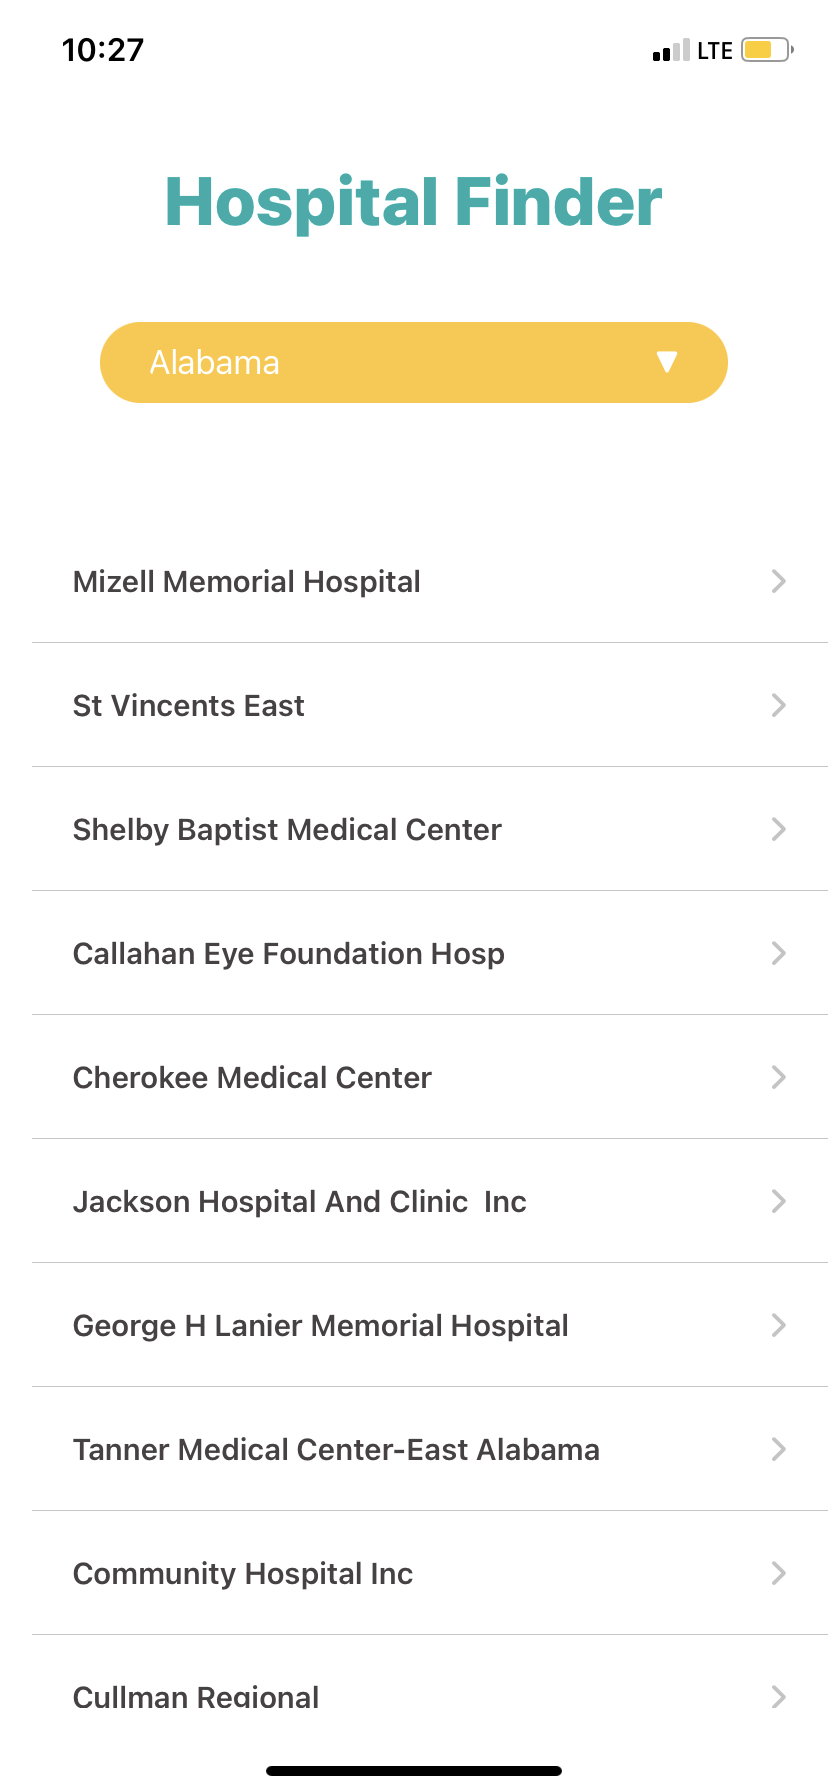 10:27
LTE
Hospital Finder
Alabama
Mizell Memorial Hospital
St Vincents East
Shelby Baptist Medical Center
Callahan Eye Foundation Hosp
Cherokee Medical Center
Jackson Hospital And Clinic  Inc
George H Lanier Memorial Hospital
Tanner Medical Center-East Alabama
Community Hospital Inc
Cullman Regional